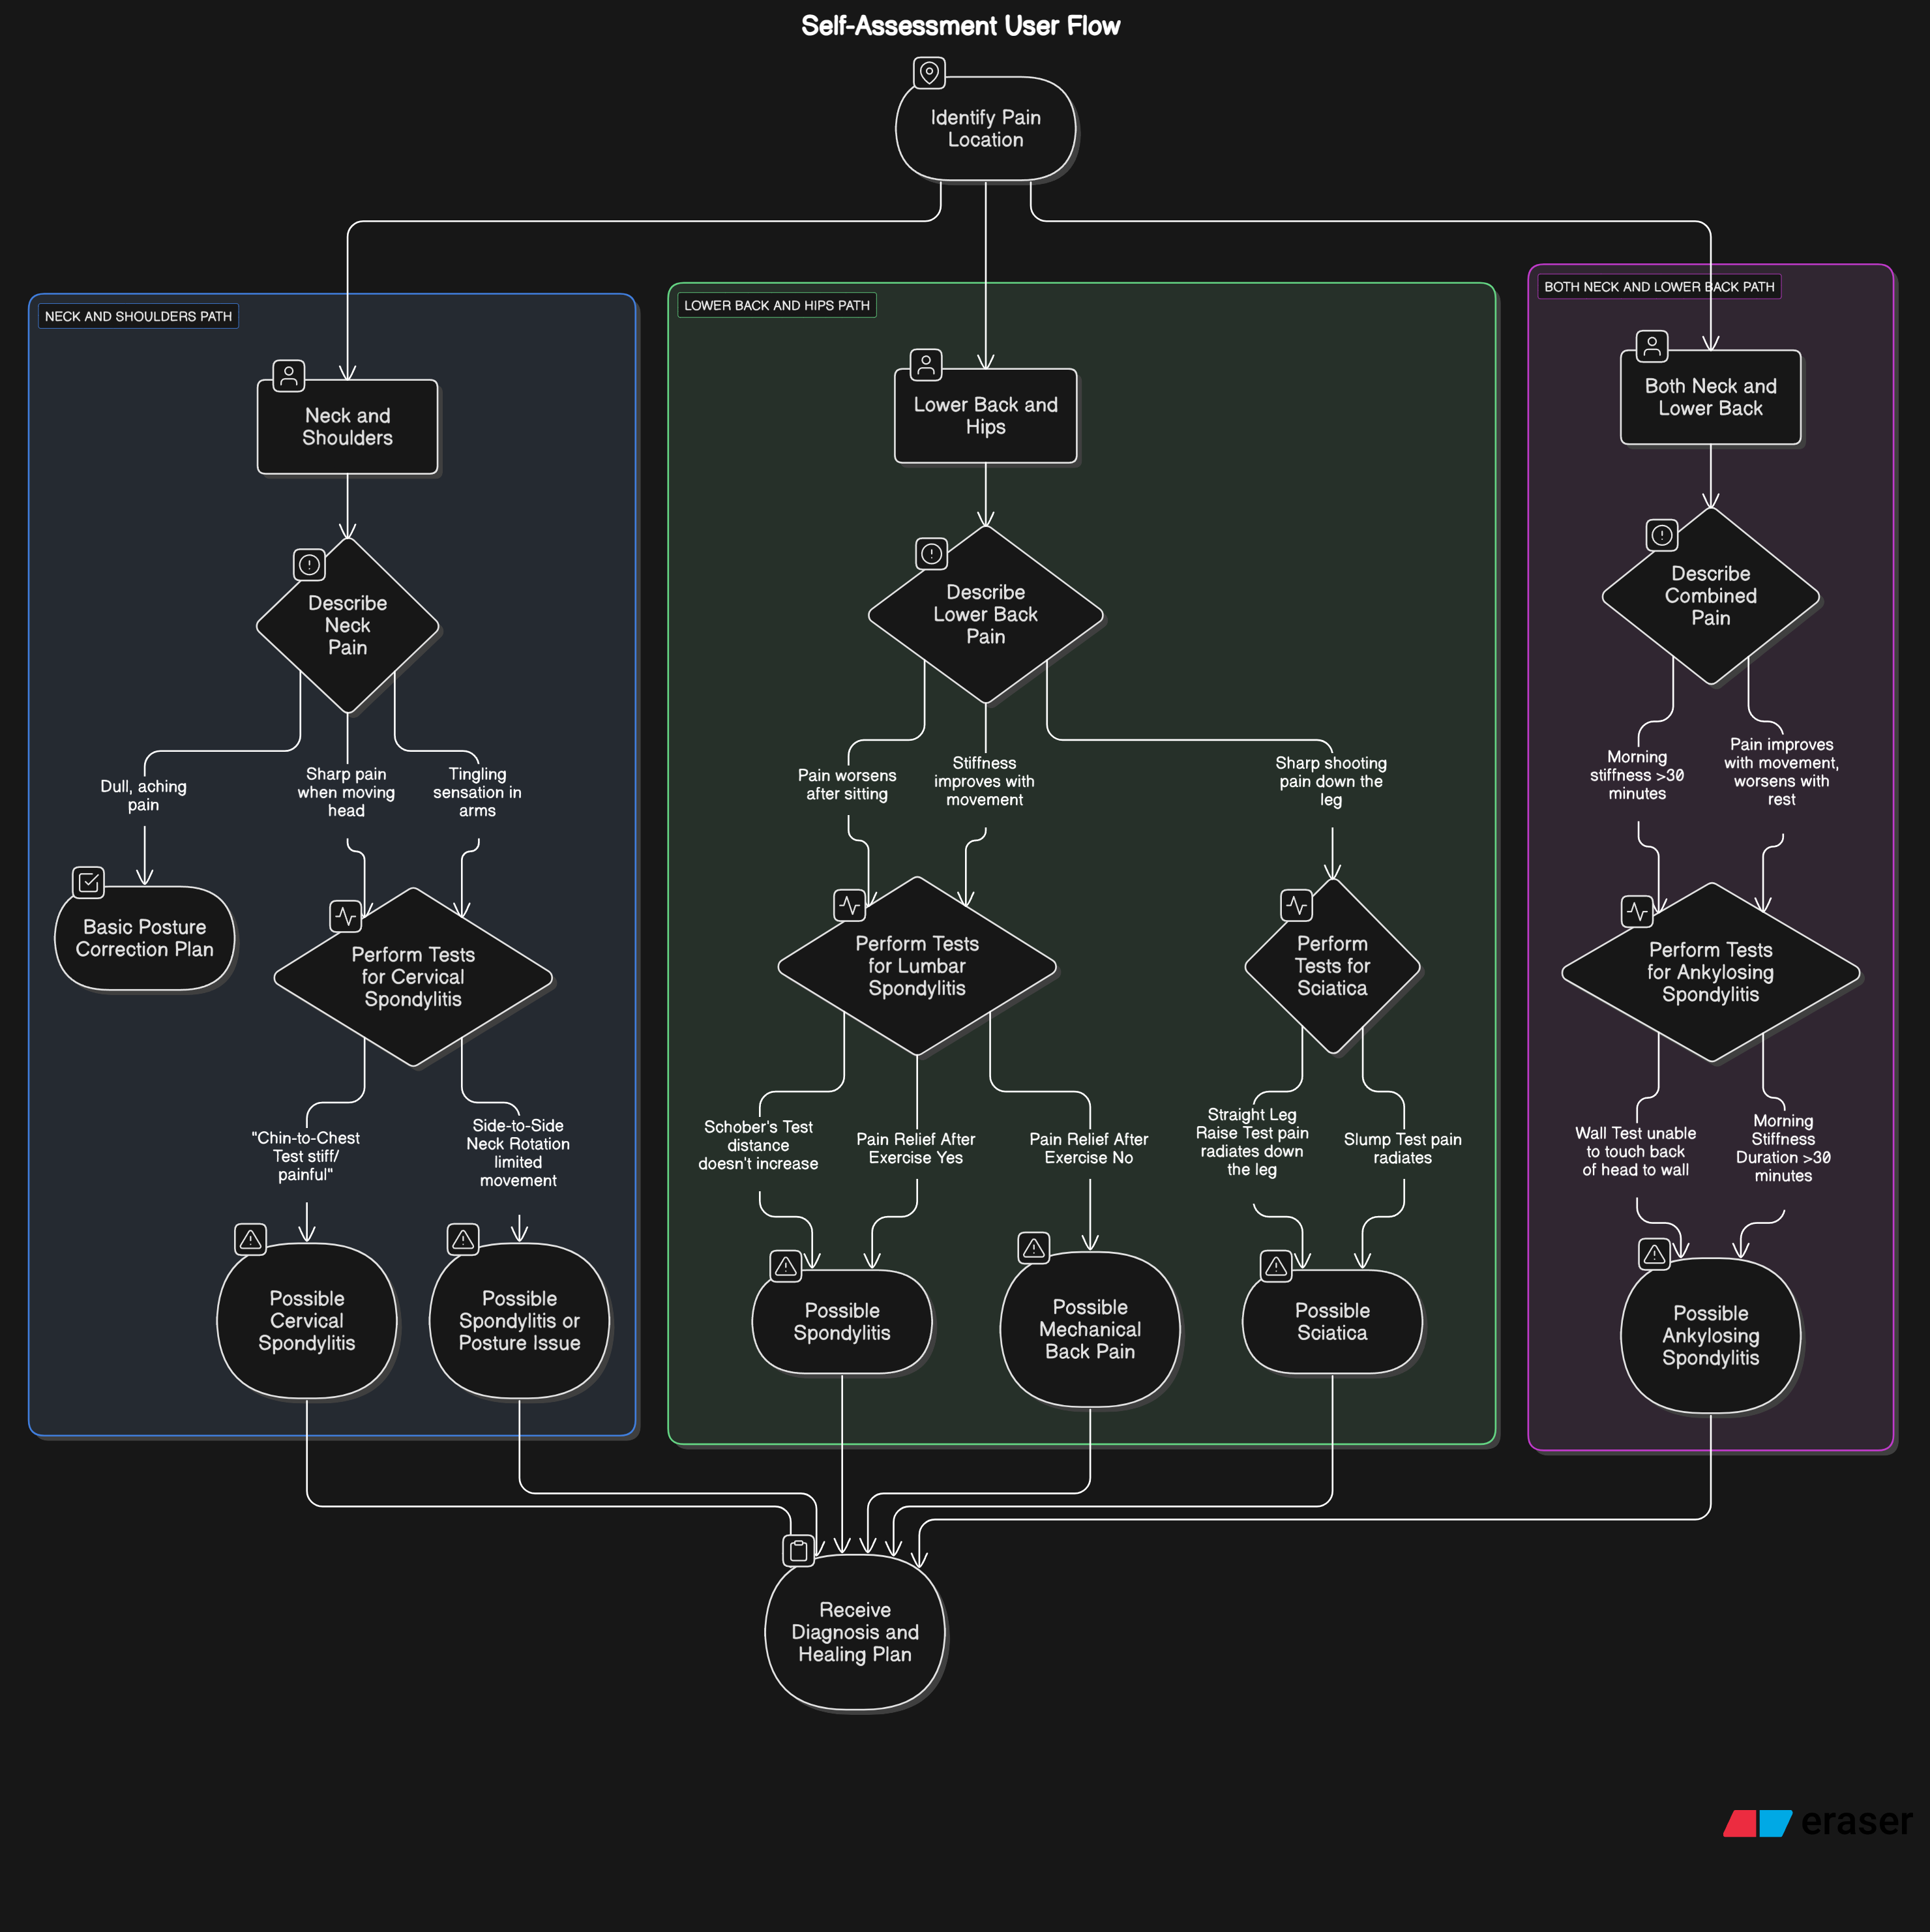 Self-Assessment User Flow
Identify Pain
Location
NECK AND SHOULDERS PATH
Neck and
Shoulders
Describe
Neck
Pain
Dull, aching
pain
Sharp pain
when moving
head
Tingling
sensation in
arms
Basic Posture
Correction Plan
Perform Tests
for Cervical
Spondylitis
"Chin-to-Chest
Test stiff/
painful"
Side-to-Side
Neck Rotation
limited
movement
Possible
Cervical
Spondylitis
Possible
Spondylitis or
Posture Issue
LOWER BACK AND HIPS PATH
Lower Back and
Hips
Describe
Lower Back
Pain
Pain worsens
after sitting
Stiffness
improves with
movement
Sharp shooting
pain down the
leg
Perform Tests
for Lumbar
Spondylitis
Perform
Tests for
Sciatica
Schober's Test
distance
doesn't increase
Pain Relief After
Exercise Yes
Pain Relief After
Exercise No
Straight Leg
Raise Test pain
radiates down
the leg
Slump Test pain
radiates
Possible
Spondylitis
Possible
Mechanical
Back Pain
Possible
Sciatica
BOTH NECK AND LOWER BACK PATH
Both Neck and
Lower Back
Describe
Combined
Pain
Morning
stiffness >30
minutes
Pain improves
with movement,
worsens with
rest
Perform Tests
for Ankylosing
Spondylitis
Wall Test unable
to touch back
of head to wall
Morning
Stiffness
Duration >30
minutes
Possible
Ankylosing
Spondylitis
Receive
Diagnosis and
Healing Plan
eraser